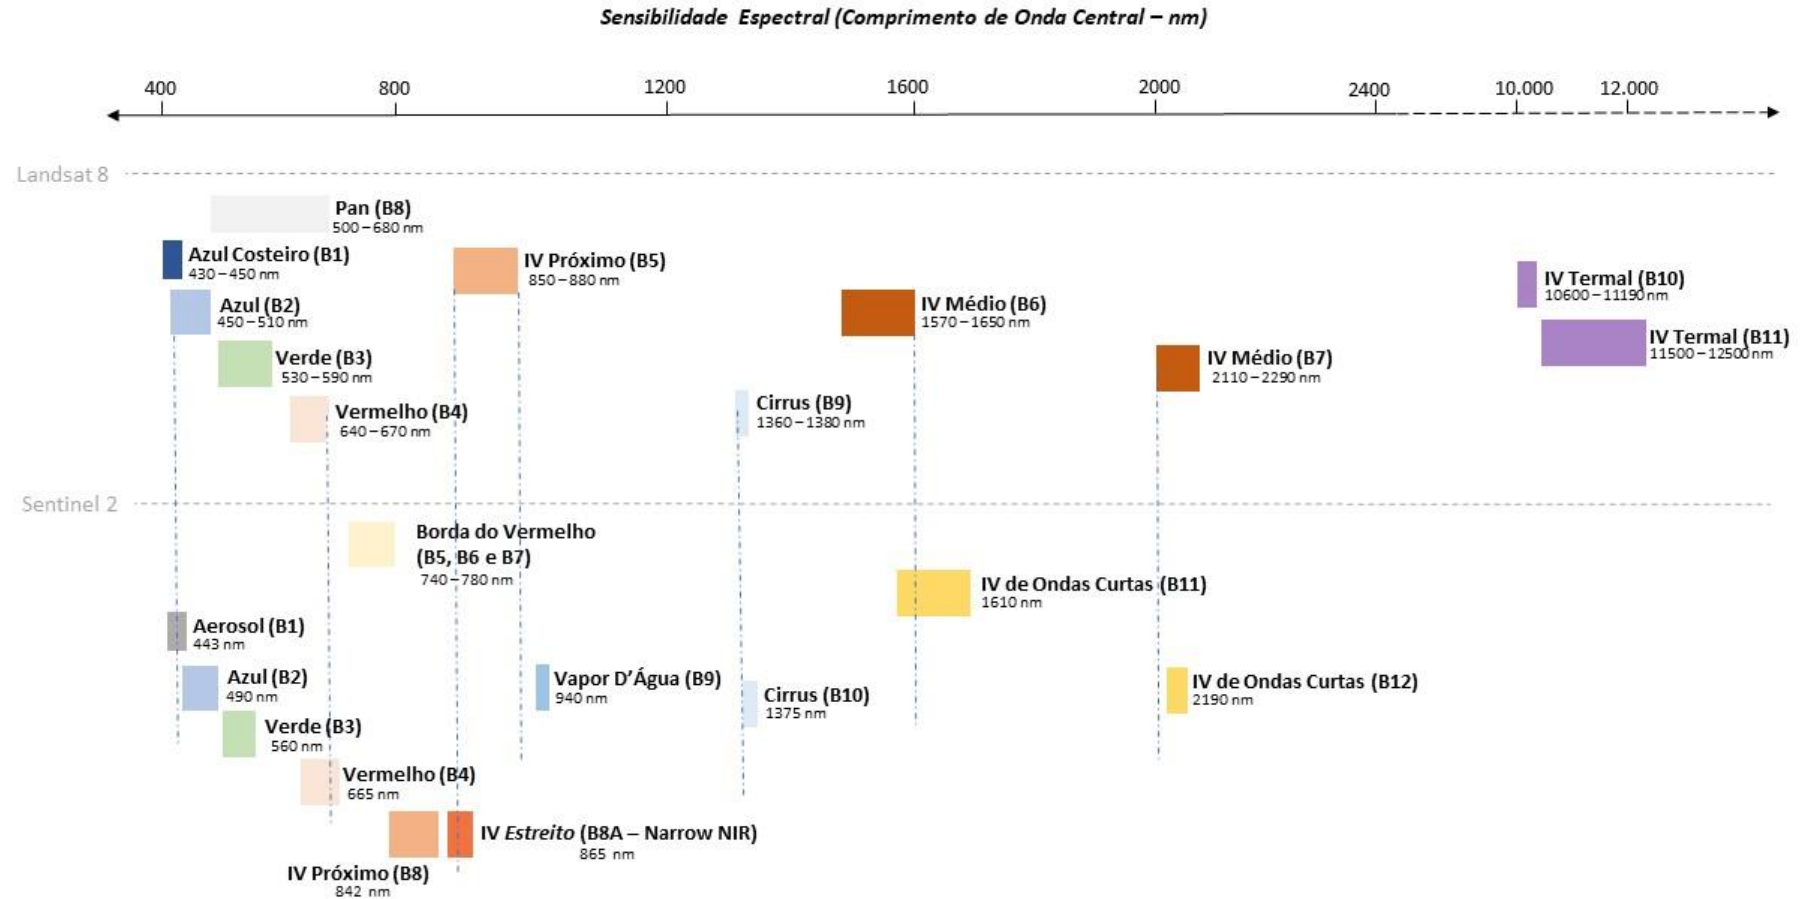 Sensibilidade Espectral (Comprimento de Onda Central – nm)
400 800 1200 1600 2000 2400 10.000 12.000
Landsat 8
Pan (B8)
500–680 nm
Azul Costeiro (B1)
430–450 nm
Azul (B2)
450–510 nm
Verde (B3)
530–590 nm
Vermelho (B4)
640–670 nm
IV Próximo (B5)
850–880 nm
IV Médio (B6)
1570–1650 nm
Cirrus (B9)
1360–1380 nm
IV Médio (B7)
2110–2290 nm
IV Termal (B10)
10600–11190 nm
IV Termal (B11)
11500–12500 nm
Sentinel 2
Borda do Vermelho
(B5, B6 e B7)
740–780 nm
Aerosol (B1)
443 nm
Azul (B2)
490 nm
Verde (B3)
560 nm
Vermelho (B4)
665 nm
IV Próximo (B8)
842 nm
IV Estreito (B8A – Narrow NIR)
865 nm
Vapor D’Água (B9)
940 nm
Cirrus (B10)
1375 nm
IV de Ondas Curtas (B11)
1610 nm
IV de Ondas Curtas (B12)
2190 nm